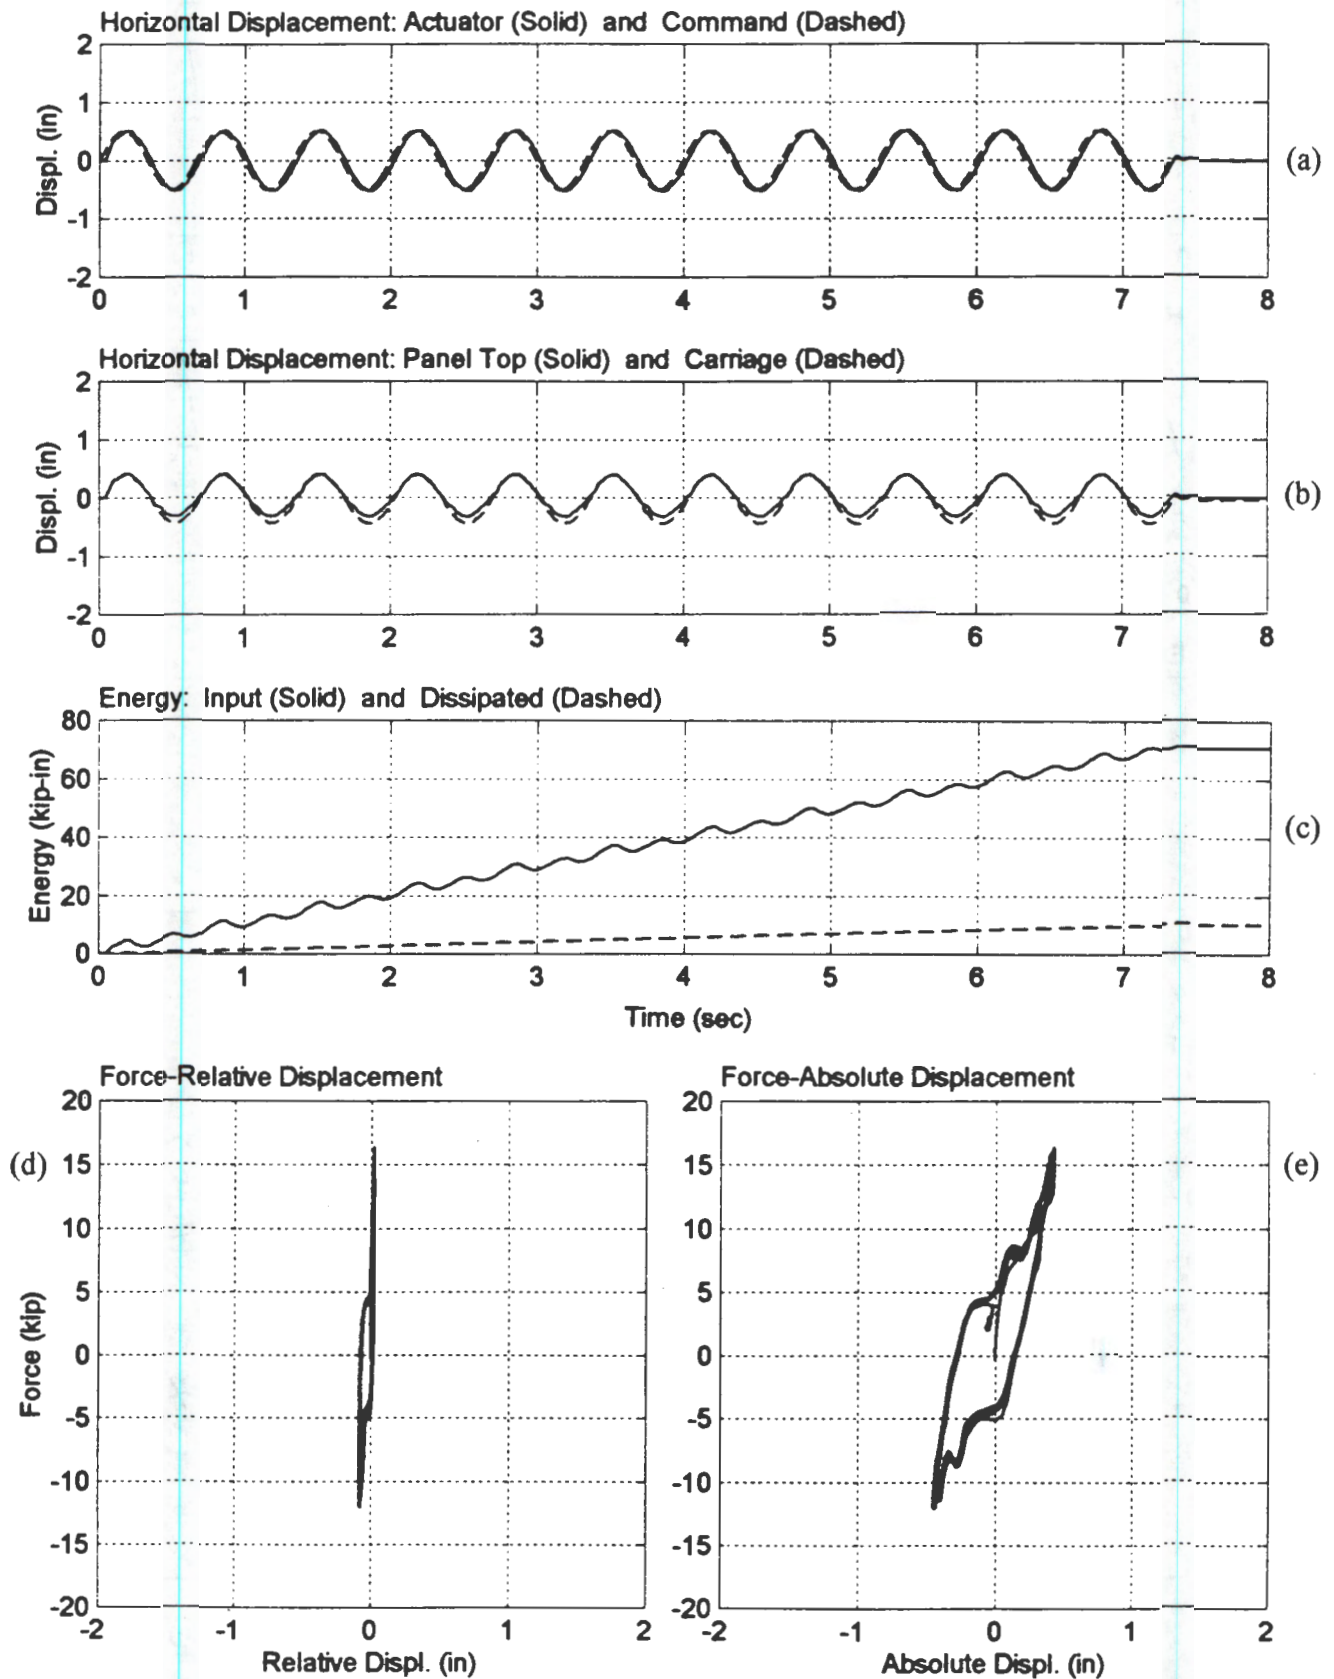 Horizontal Displacement: Actuator (Solid) and Command (Dashed)
2
1
0
-1
-2
Displ. (in)
(a)
0 1 2 3 4 5 6 7 8
Horizontal Displacement: Panel Top (Solid) and Carriage (Dashed)
2
1
0
-1
-2
Displ. (in)
(b)
0 1 2 3 4 5 6 7 8
Energy: Input (Solid) and Dissipated (Dashed)
80
60
40
20
0
Energy (kip-in)
(c)
0 1 2 3 4 5 6 7 8
Time (sec)
Force-Relative Displacement
(d)
20
15
10
5
0
-5
-10
-15
-20
Force (kip)
-2 -1 0 1 2
Relative Displ. (in)
Force-Absolute Displacement
20
15
10
5
0
-5
-10
-15
-20
(e)
-2 -1 0 1 2
Absolute Displ. (in)